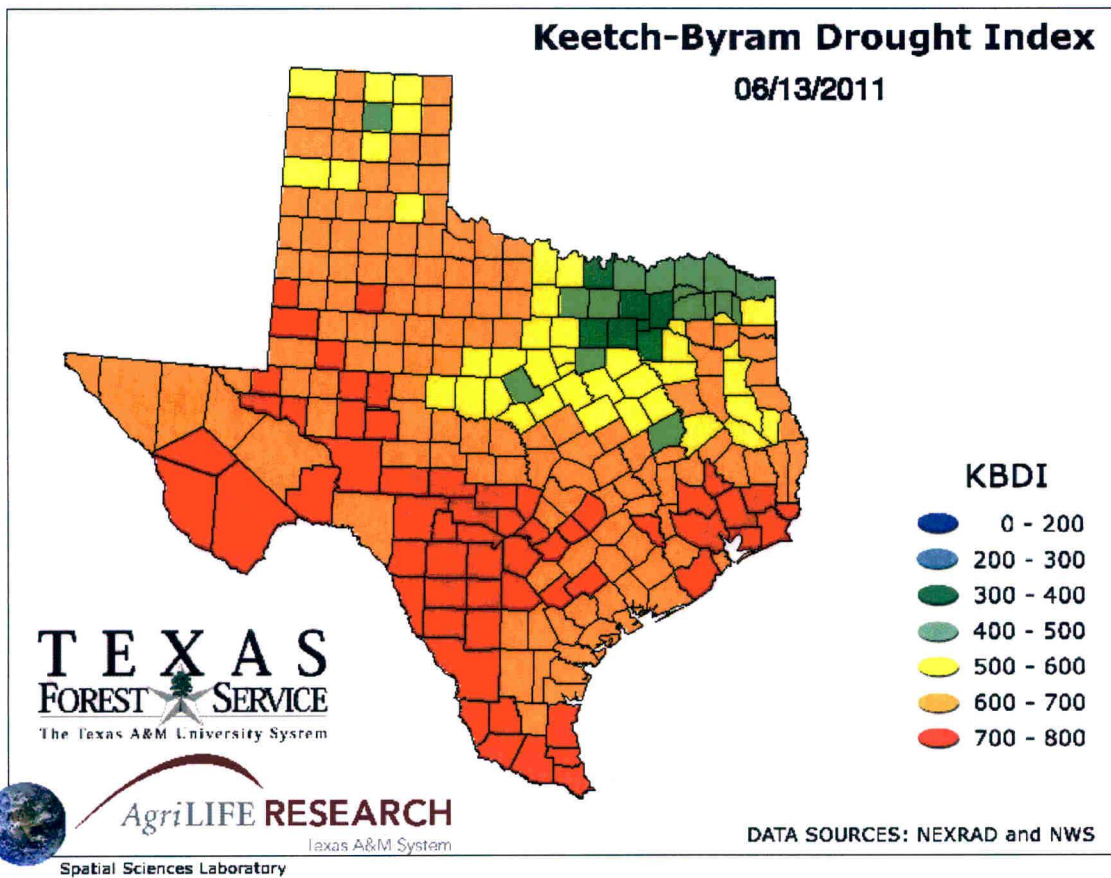 Keetch-Byram Drought Index
06/13/2011
KBDI
0 - 200
200 - 300
300 - 400
400 - 500
500 - 600
600 - 700
700 - 800
TEXAS
FOREST SERVICE
The Texas A&M University System
AgriLIFE RESEARCH
Texas A&M System
Spatial Sciences Laboratory
DATA SOURCES: NEXRAD and NWS